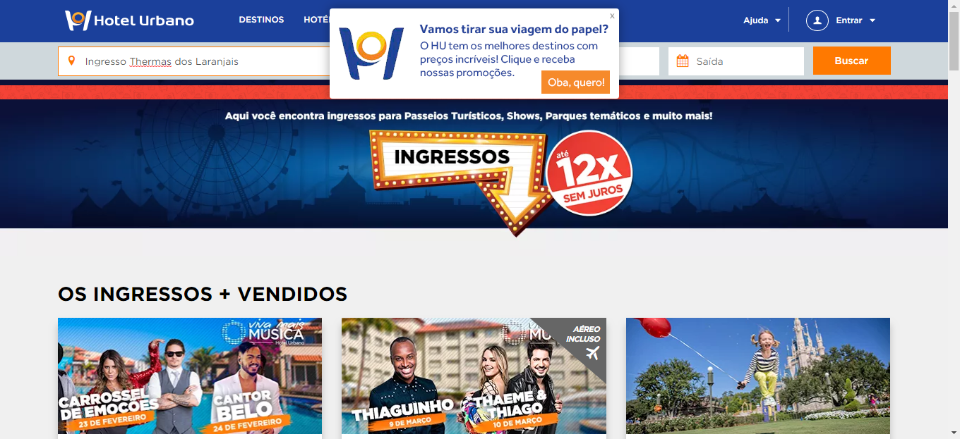 Hotel Urbano
DESTINOS
HOTÉ
Ajuda
Entrar
x
Vamos tirar sua viagem do papel?
O HU tem os melhores destinos com
preços incríveis! Clique e receba
nossas promoções.
Oba, quero!
Ingresso Thermas dos Laranjais
Saída
Buscar
Aqui você encontra ingressos para Passeios Turísticos, Shows, Parques temáticos e muito mais!
INGRESSOS
até
12x
SEM JUROS
OS INGRESSOS + VENDIDOS
viva mais
MÚSICA
Hotel Urbano
CARROSSEL
DE EMOÇÕES
23 DE FEVEREIRO
CANTOR
BELO
24 DE FEVEREIRO
MÚSICA
AÉREO
INCLUSO
THIAGUINHO
9 DE MARÇO
THAEME &
THIAGO
10 DE MARÇO